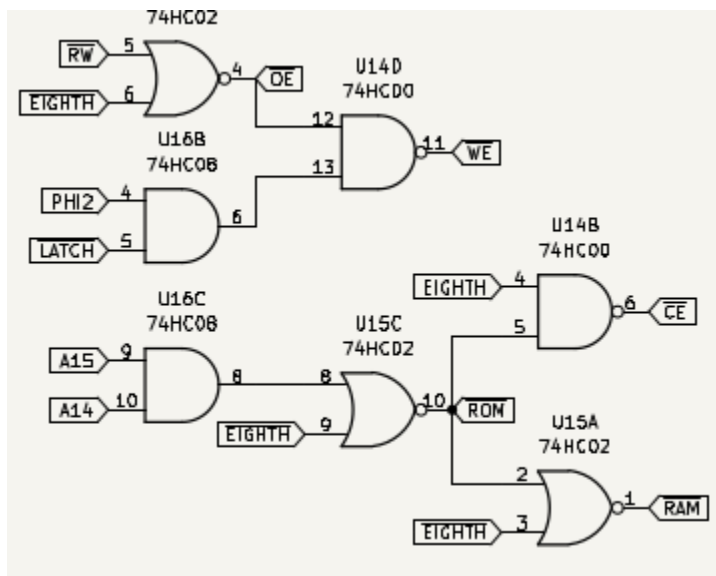 74HC02
RW
5
4
OE
EIGHTH
6
U14D
74HC00
12
13
11
WE
U16B
74HC08
PHI2
4
LATCH
5
6
U14B
74HC00
EIGHTH
4
5
6
CE
U16C
74HC08
A15
9
A14
10
8
U15C
74HC02
8
EIGHTH
9
10
ROM
U15A
74HC02
2
EIGHTH
3
1
RAM